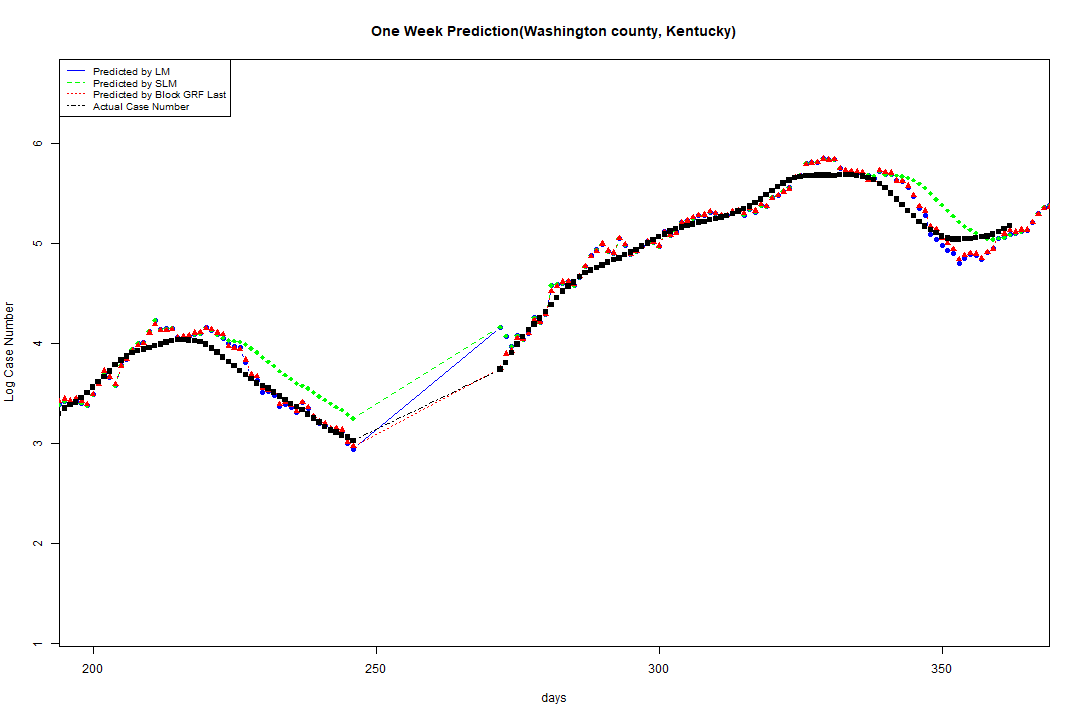 One Week Prediction(Washington county, Kentucky)
Predicted by LM
Predicted by SLM
Predicted by Block GRF Last
Actual Case Number
6
5
4
3
2
1
Log Case Number
200 250 300 350
days